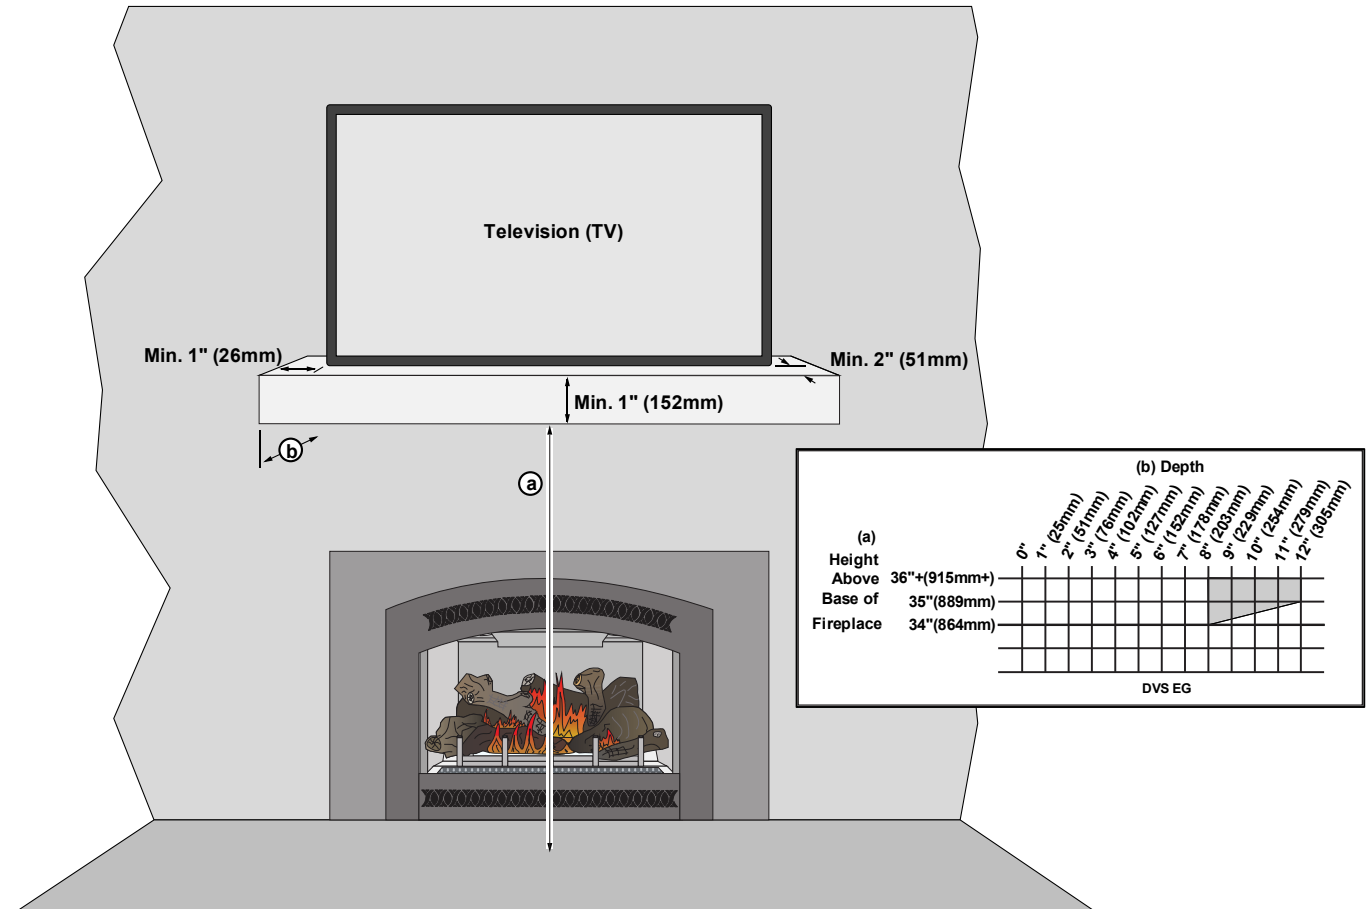 Television (TV)
Min. 1" (26mm)
Min. 2" (51mm)
Min. 1" (152mm)
b
a
(b) Depth
0"
1" (25mm)
2" (51mm)
3" (76mm)
4" (102mm)
5" (127mm)
6" (152mm)
7" (178mm)
8" (203mm)
9" (229mm)
10" (254mm)
11" (279mm)
12" (305mm)
(a)
Height
Above
Base of
Fireplace
36"+(915mm+)
35"(889mm)
34"(864mm)
DVS EG